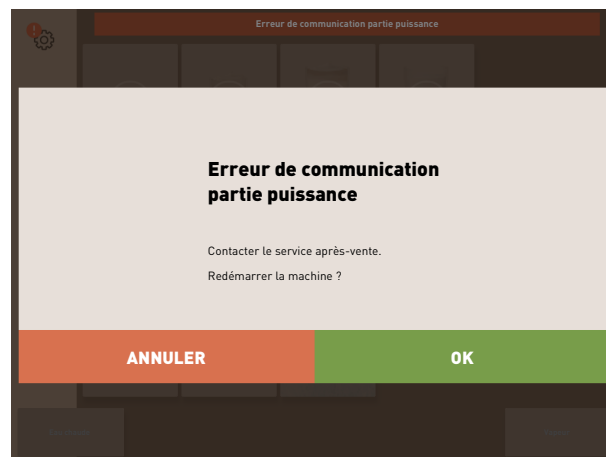 Erreur de communication partie puissance
Erreur de communication
partie puissance
Contacter le service après-vente.
Redémarrer la machine ?
ANNULER
OK